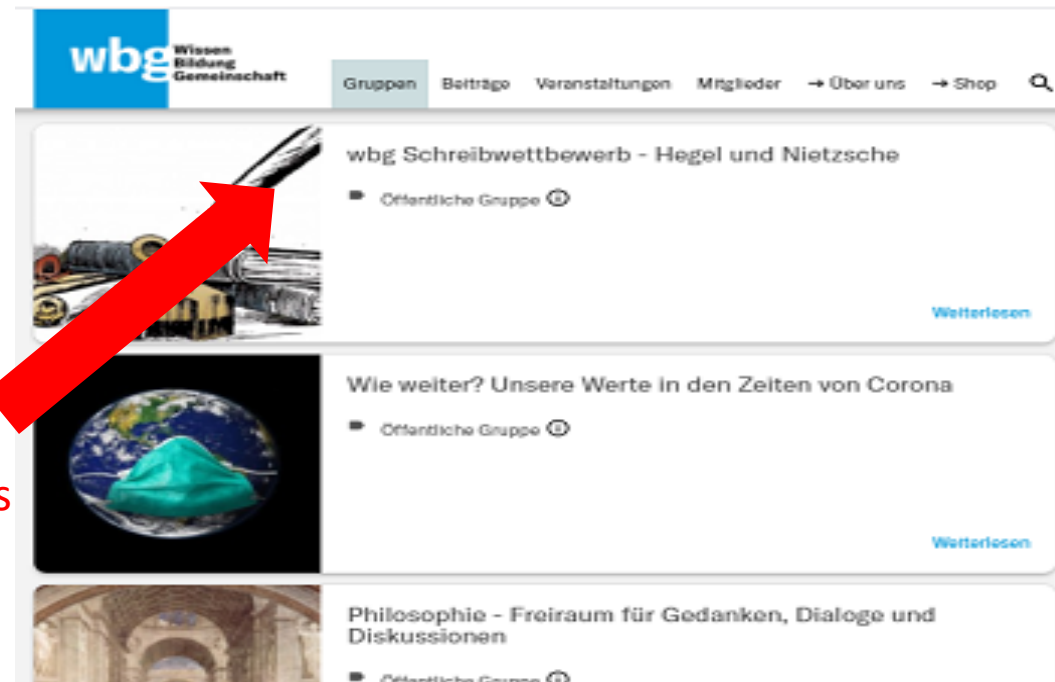 wbg Wissen
Bildung
Gemeinschaft
Gruppen Beiträge Veranstaltungen Mitglieder → Über uns → Shop
wbg Schreibwettbewerb - Hegel und Nietzsche
Öffentliche Gruppe
Weiterlesen
Wie weiter? Unsere Werte in den Zeiten von Corona
Öffentliche Gruppe
s
Weiterlesen
Philosophie - Freiraum für Gedanken, Dialoge und
Diskussionen
Öffentliche Gruppe